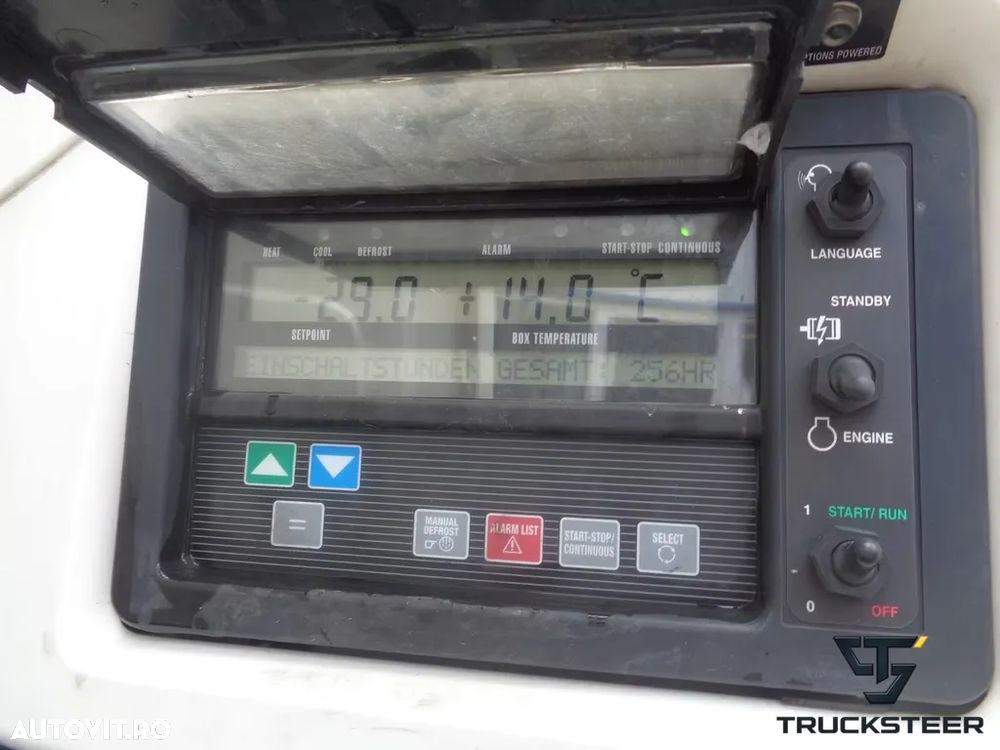 OPTIONS POWERED
HEAT COOL DEFROST ALARM START-STOP CONTINUOUS
-29.0 +14.0 °C
SETPOINT BOX TEMPERATURE
EINSCHALTSTUNDEN GESAMT: 256HR
=
MANUAL
DEFROST
ALARM LIST
START-STOP/
CONTINUOUS
SELECT
LANGUAGE
STANDBY
ENGINE
1 START/RUN
0 OFF
TRUCKSTEER
AUTOVIT.RO